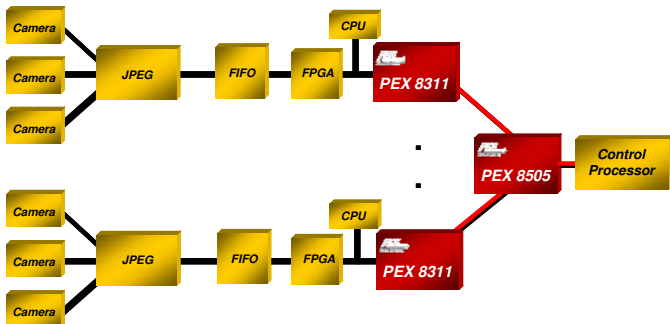 CPU
Camera
Camera
Camera
JPEG
FIFO
FPGA
PEX 8311
PEX 8505
Control
Processor
CPU
Camera
Camera
Camera
JPEG
FIFO
FPGA
PEX 8311